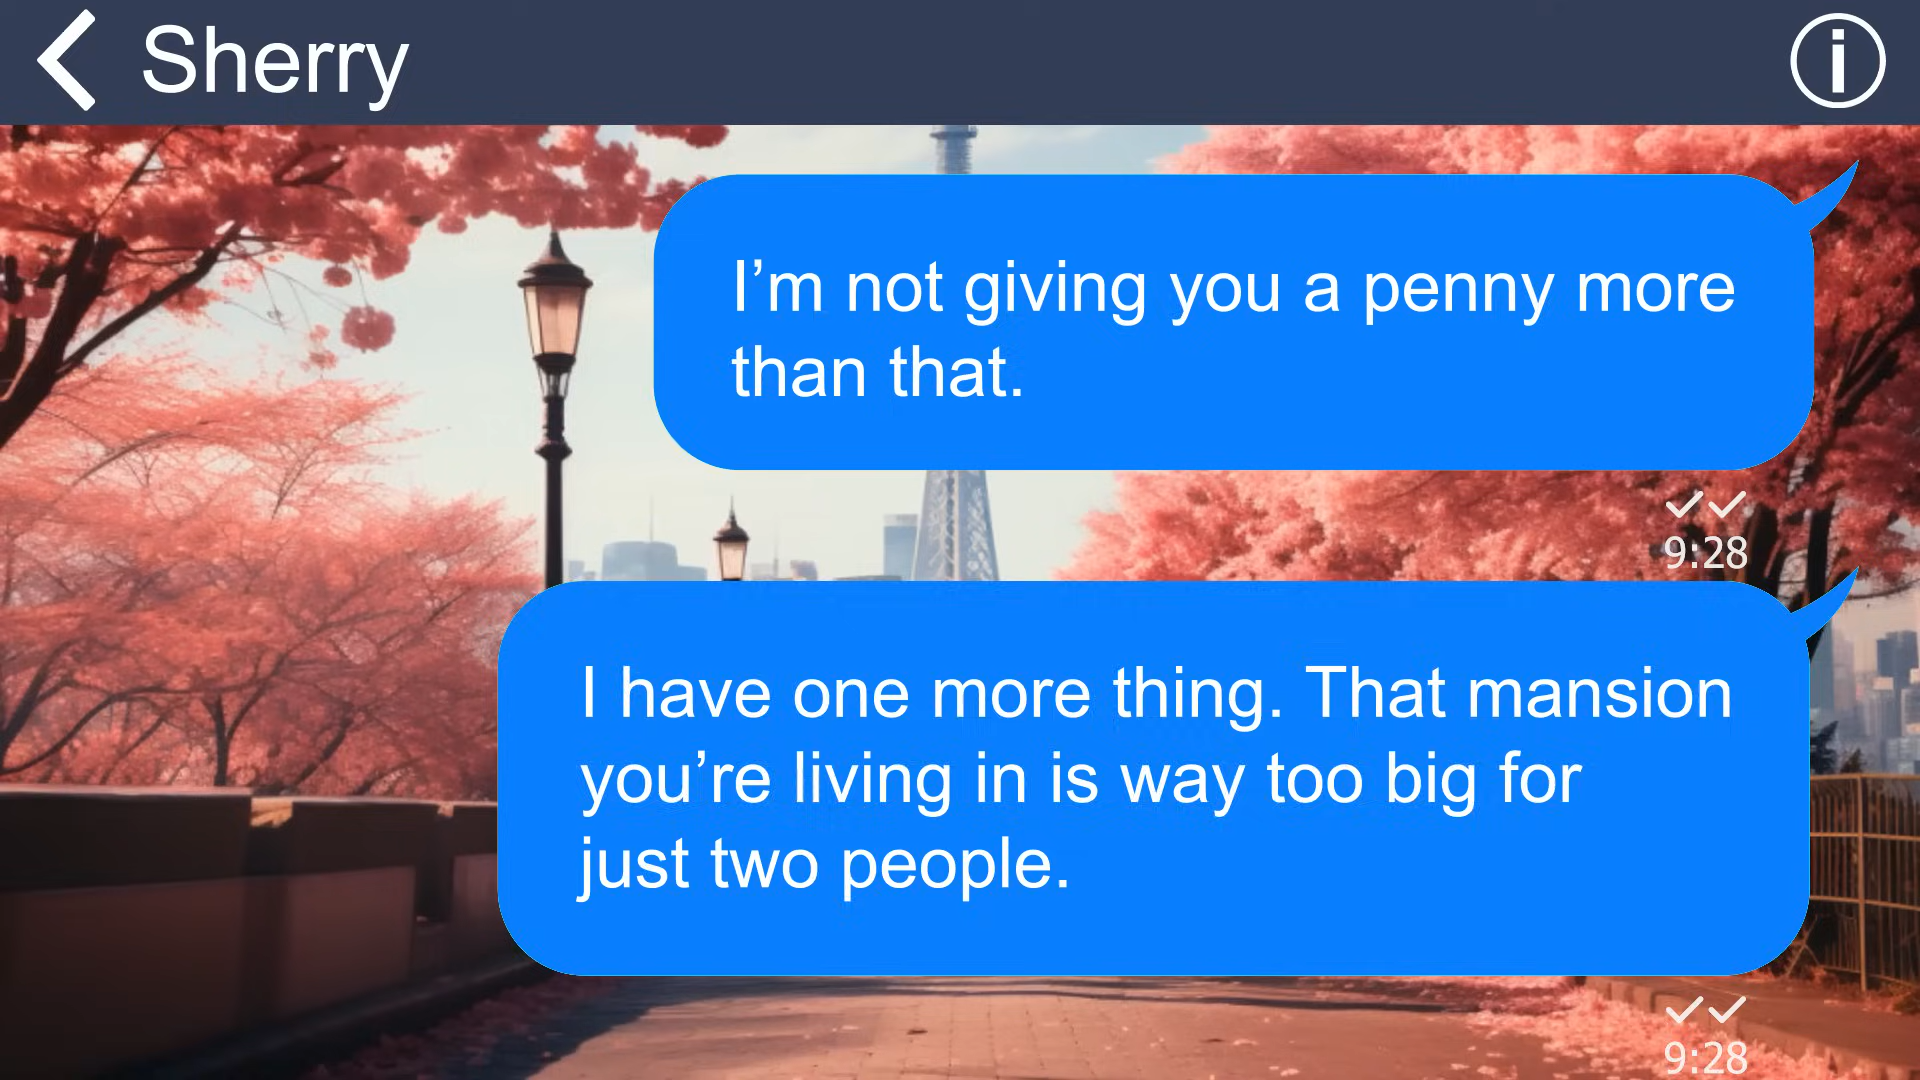 Sherry
I’m not giving you a penny more
than that.
9:28
I have one more thing. That mansion
you’re living in is way too big for
just two people.
9:28